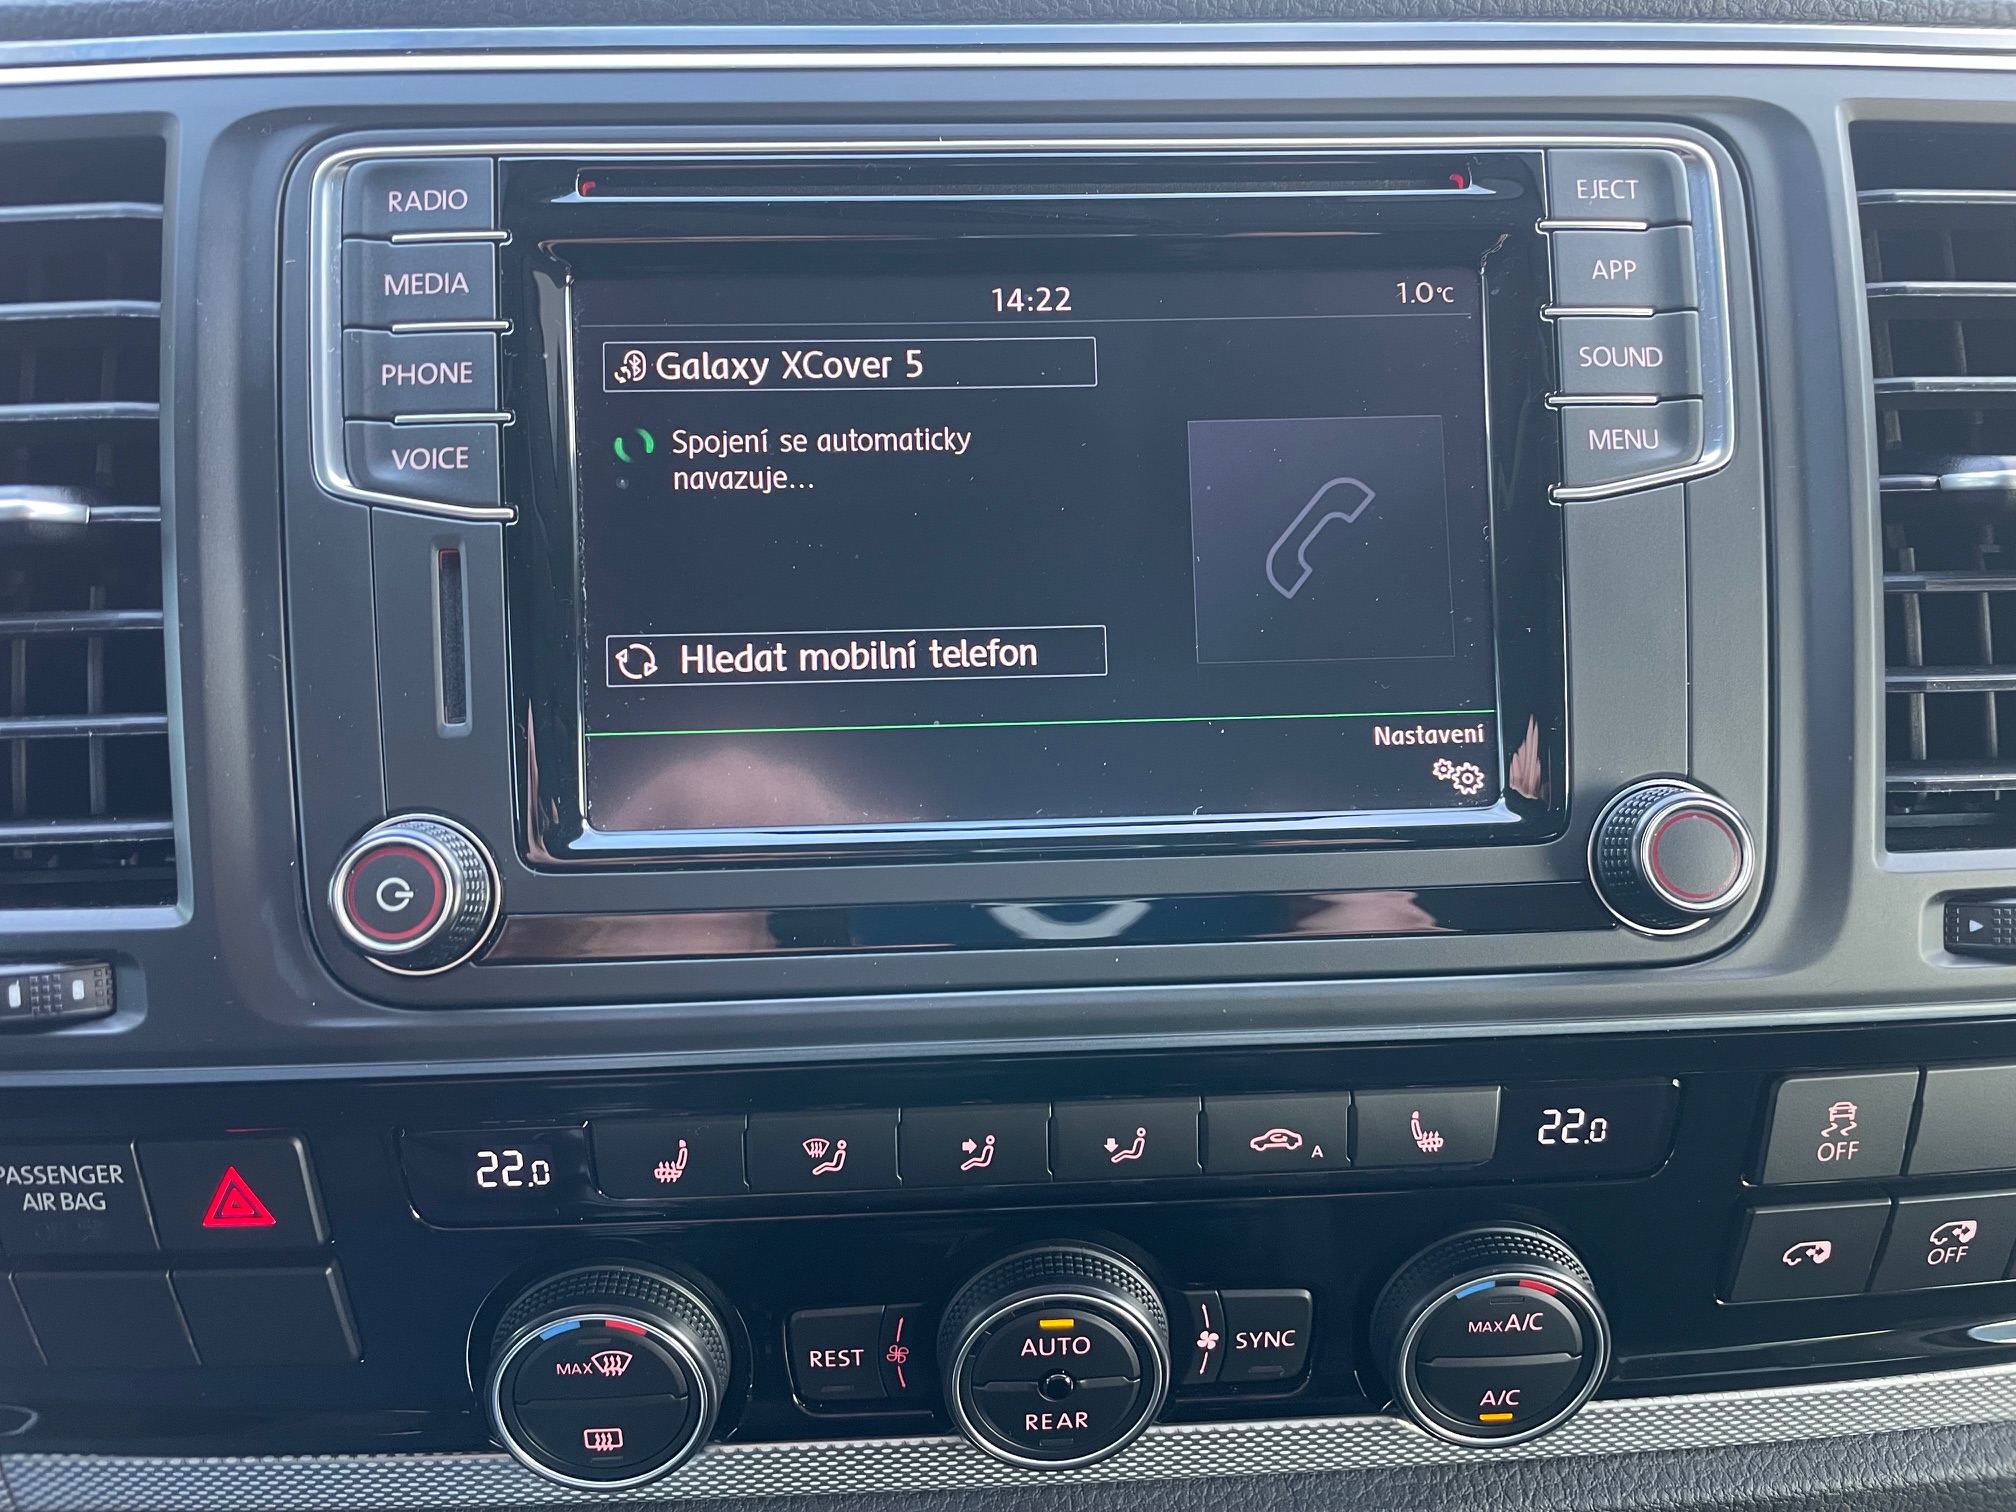 RADIO
MEDIA
PHONE
VOICE
EJECT
APP
SOUND
MENU
14:22
1.0°C
Galaxy XCover 5
Spojení se automaticky
navazuje...
Hledat mobilní telefon
Nastavení
PASSENGER
AIR BAG
22.0
A
22.0
OFF
OFF
MAX
REST
AUTO
REAR
SYNC
MAX A/C
A/C